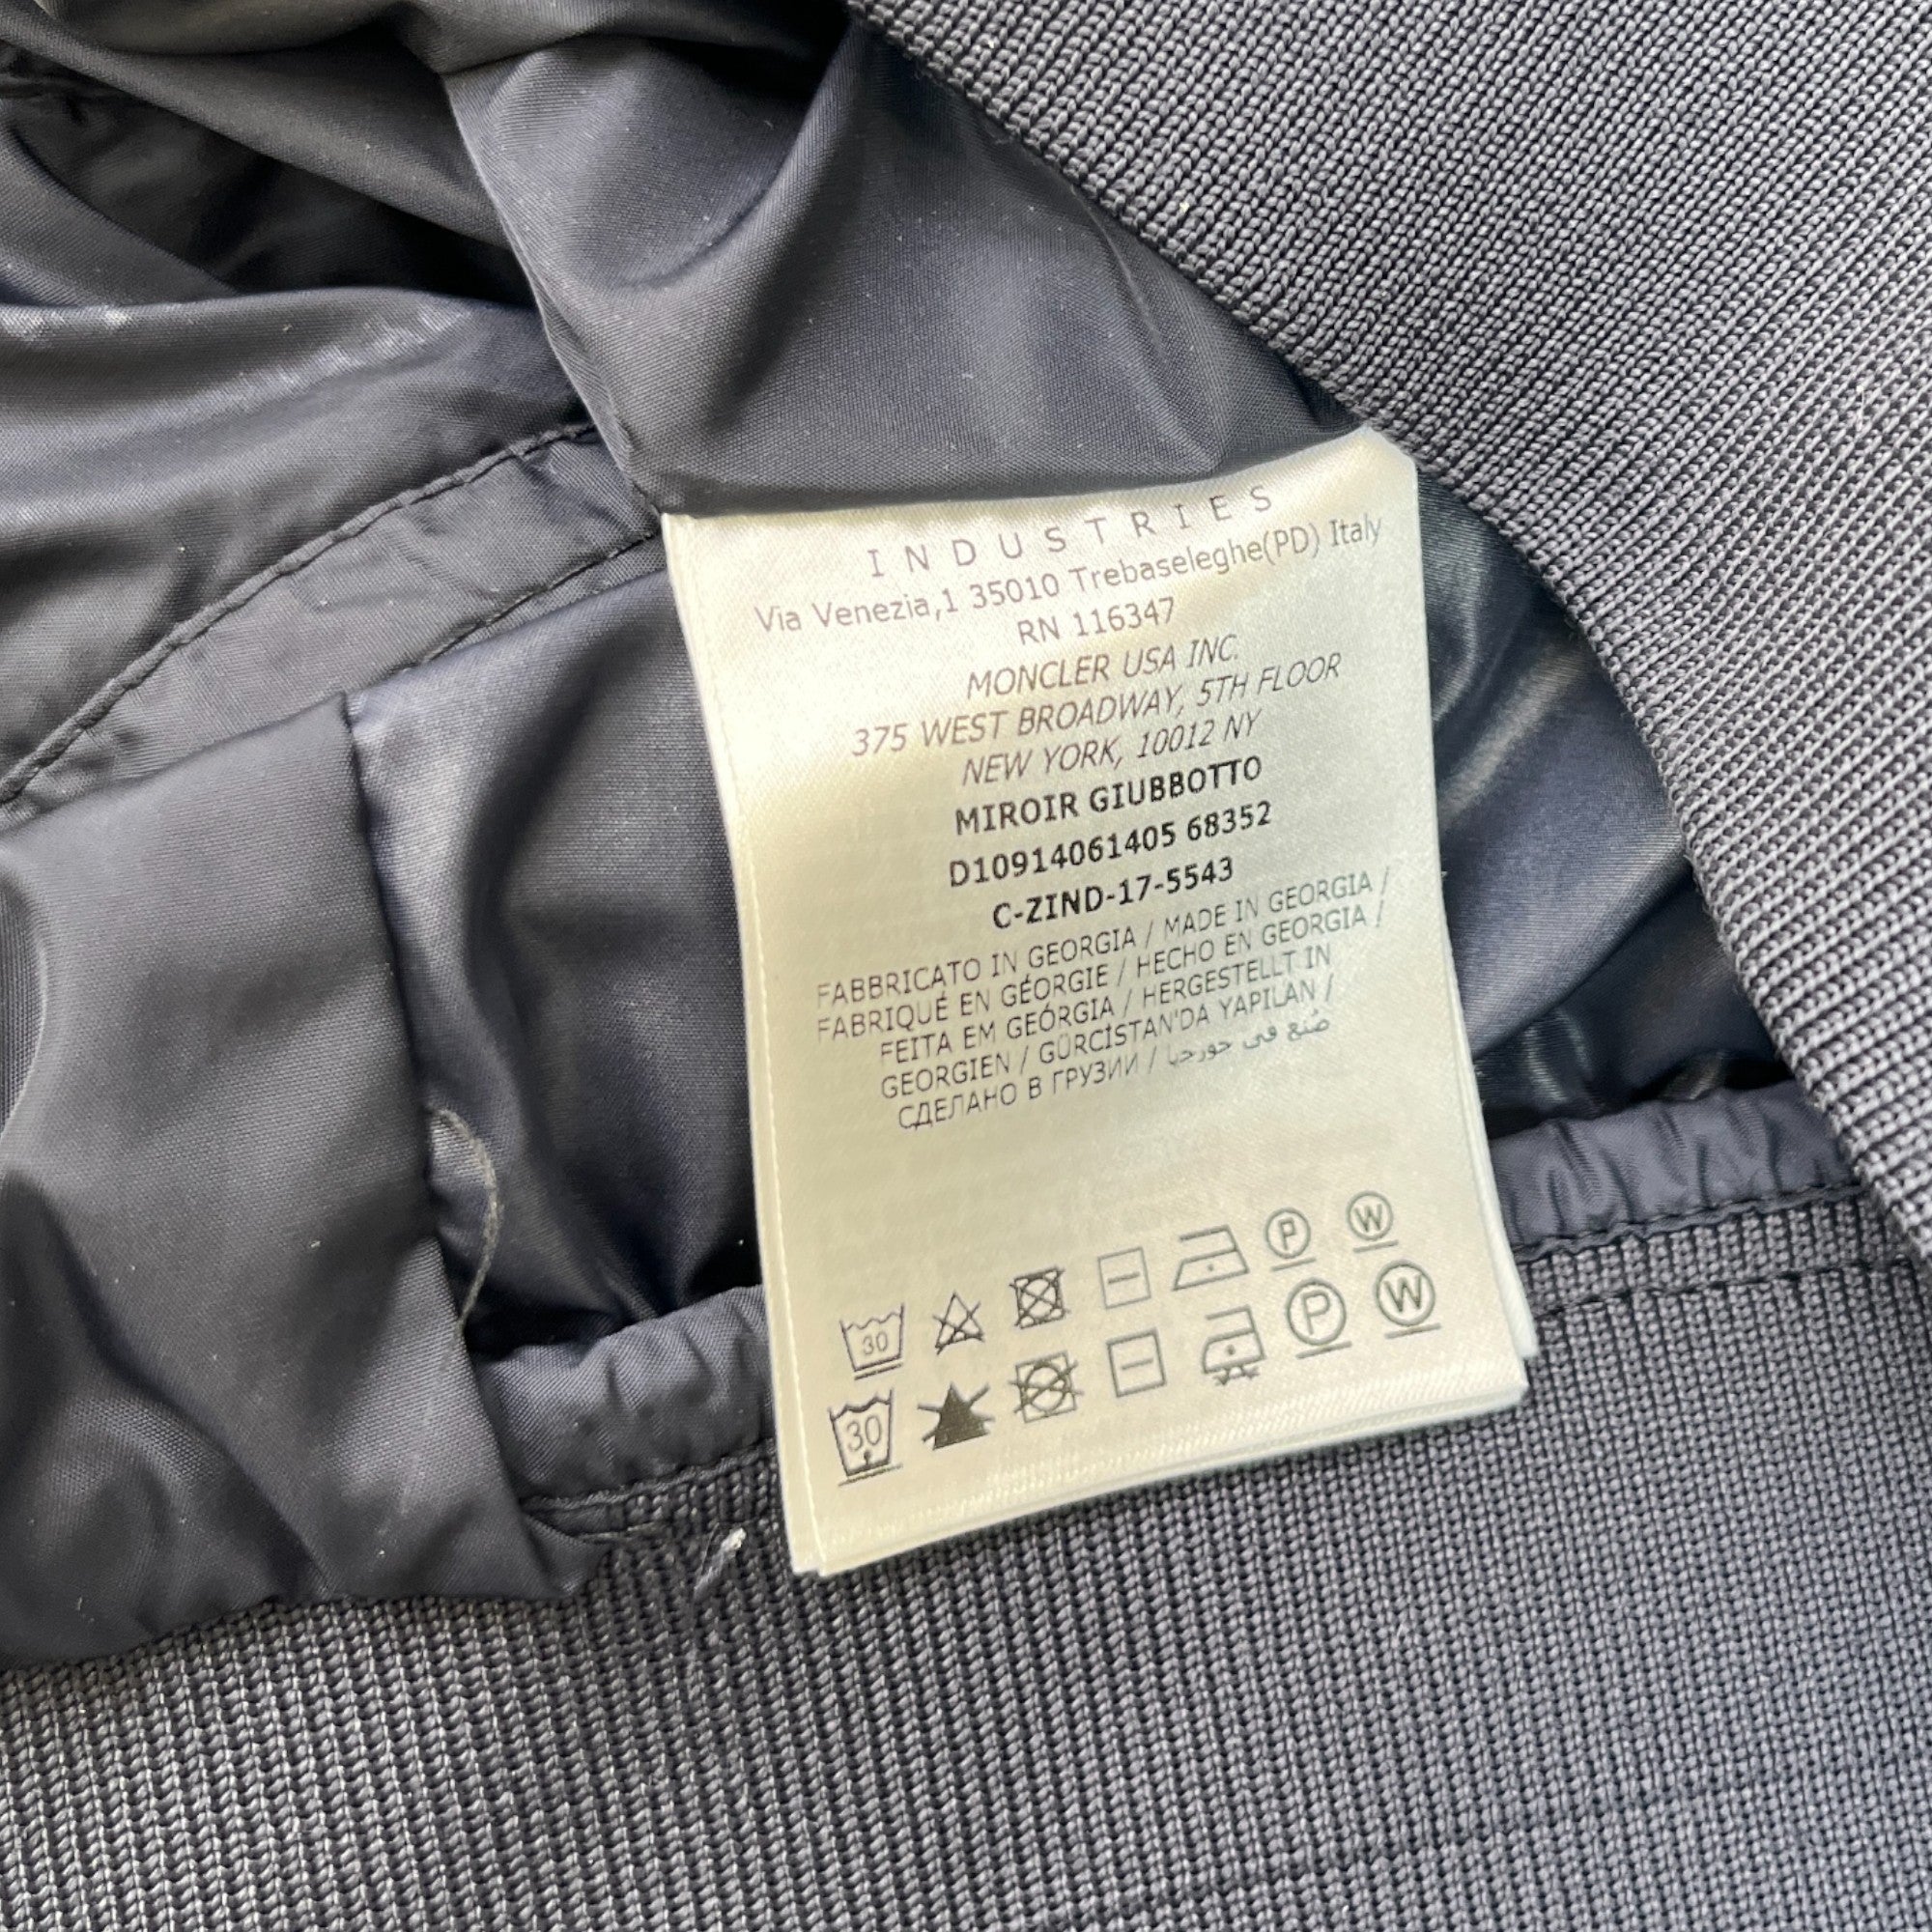 INDUSTRIES
Via Venezia,1 35010 Trebaseleghe(PD) Italy
RN 116347
MONCLER USA INC.
375 WEST BROADWAY, 5TH FLOOR
NEW YORK, 10012 NY
MIROIR GIUBBOTTO
D10914061405 68352
C-ZIND-17-5543
FABBRICATO IN GEORGIA / MADE IN GEORGIA /
FABRIQUÉ EN GÉORGIE / HECHO EN GEORGIA /
FEITA EM GEÓRGIA / HERGESTELLT IN
GEORGIEN / GÜRCİSTAN'DA YAPILAN /
СДЕЛАНО В ГРУЗИИ / صُنع في جورجيا
30 P W
30 P W